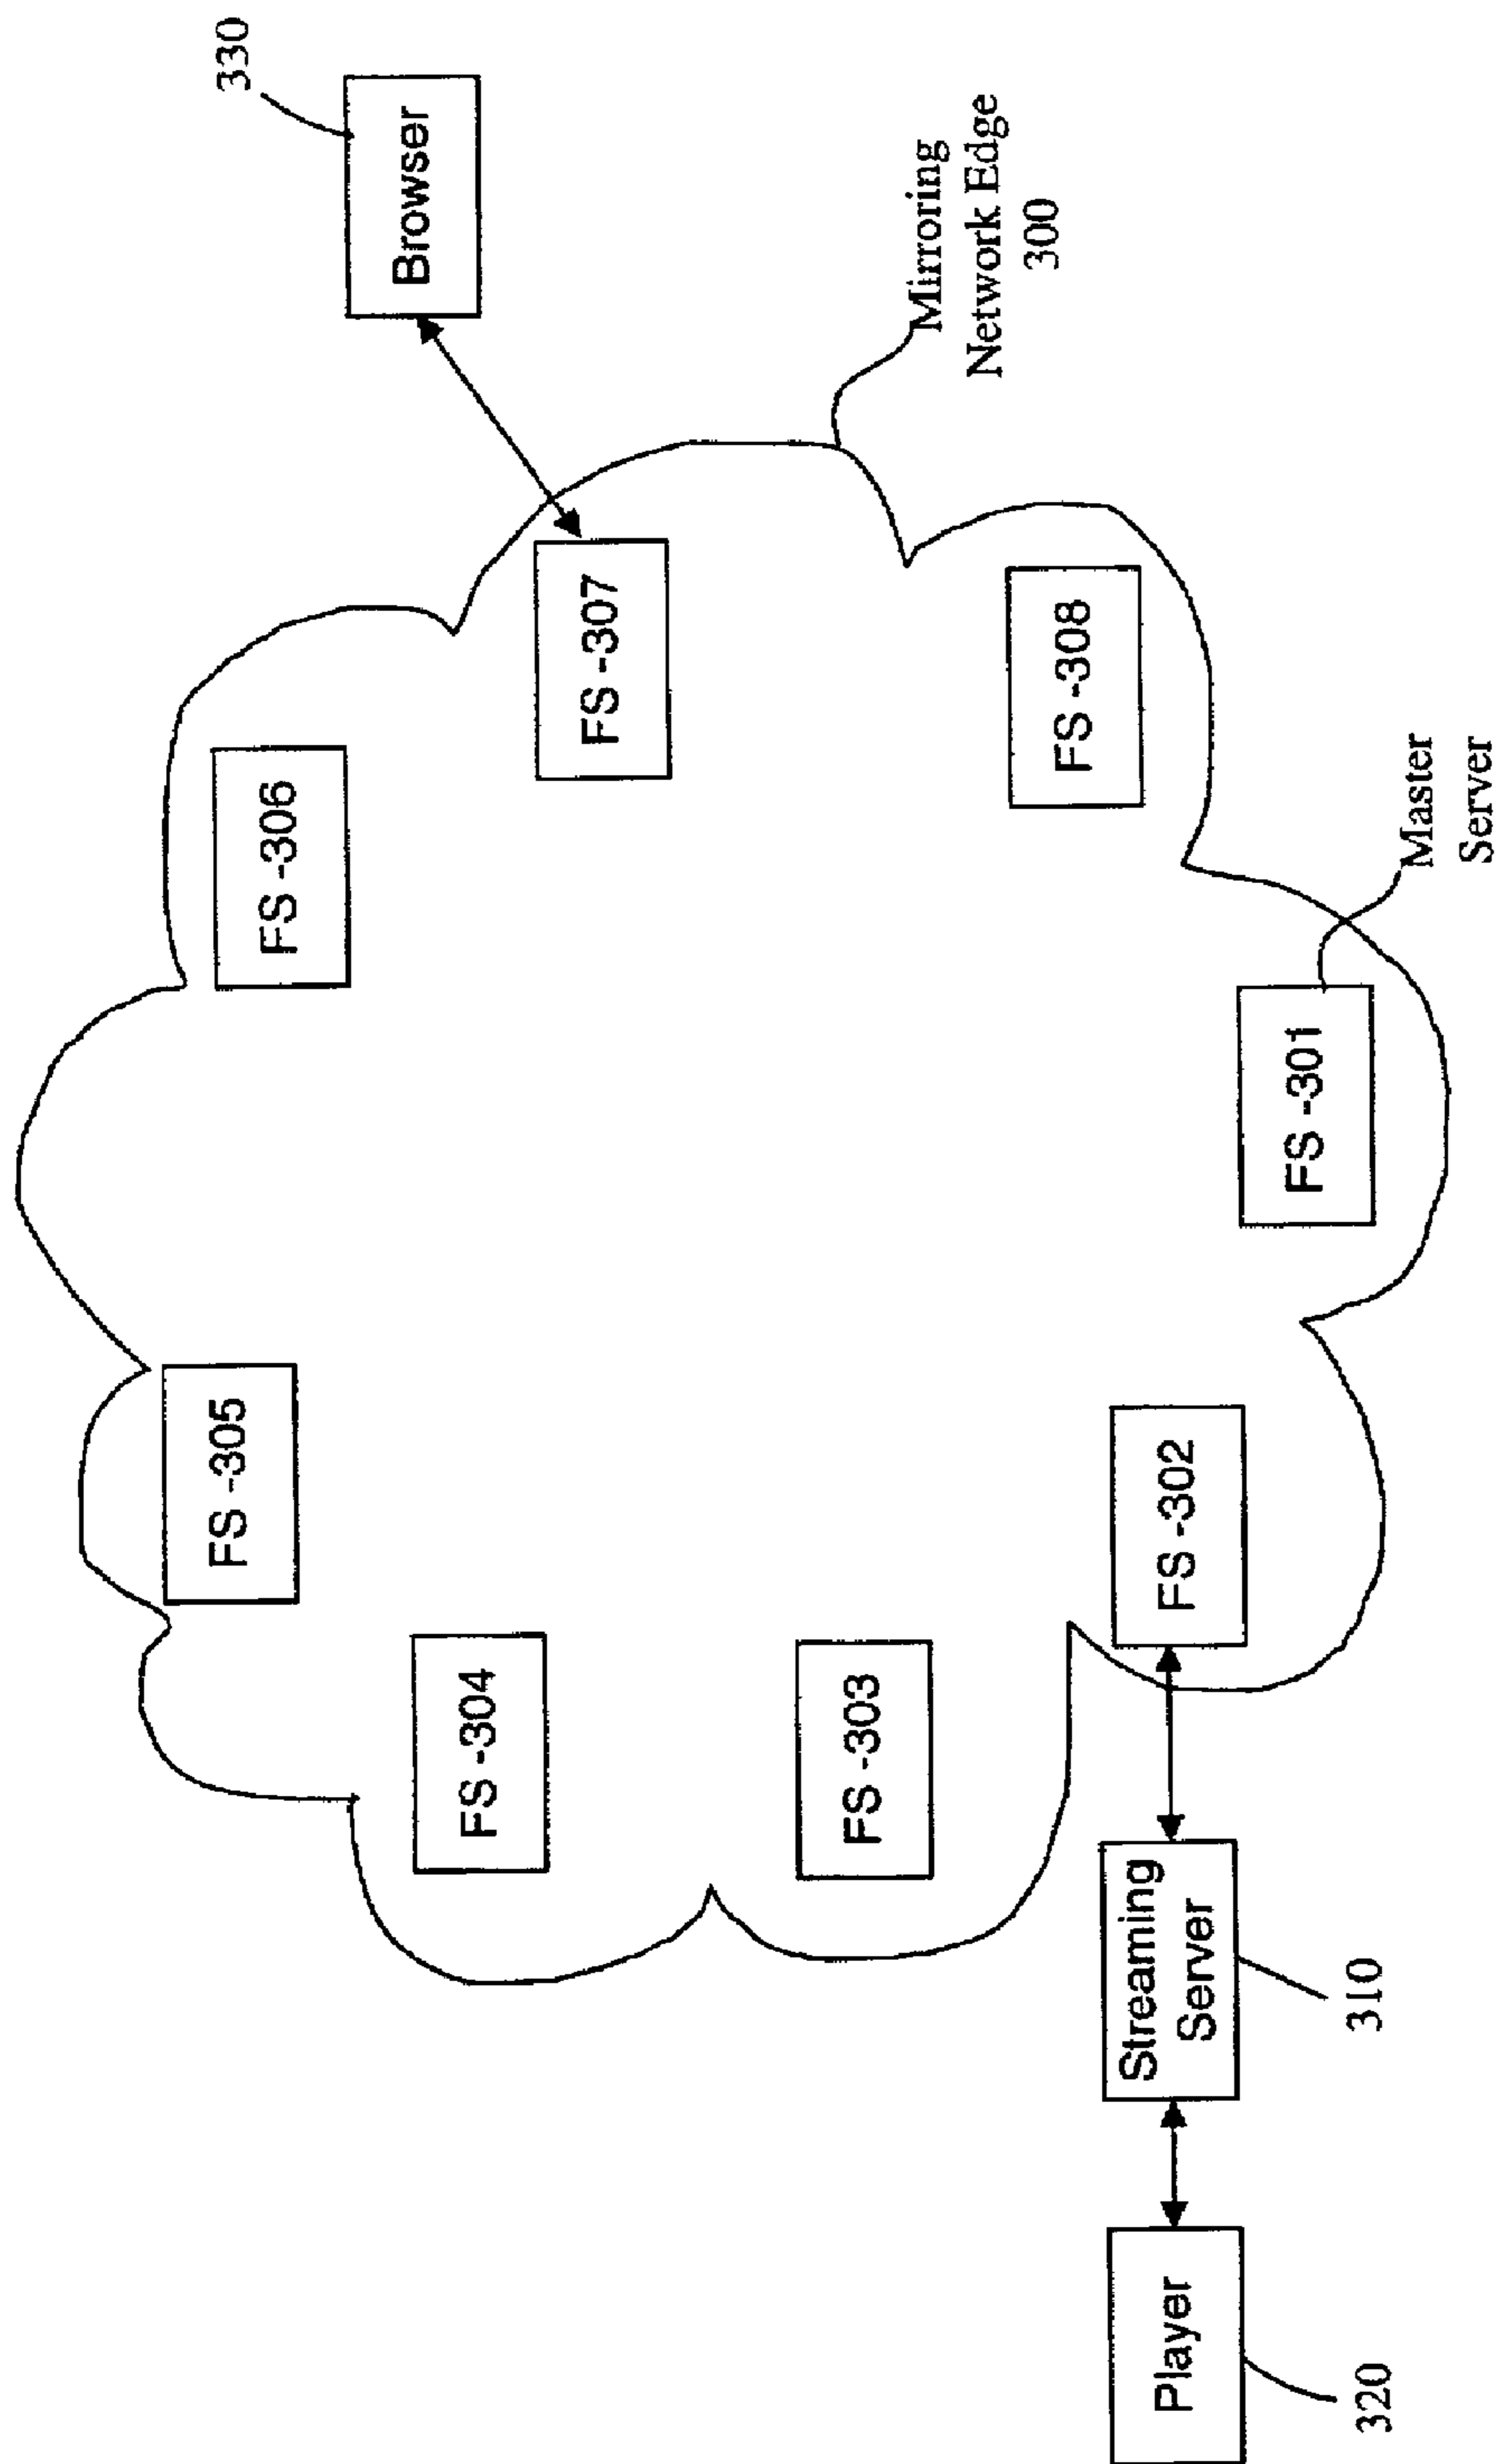 330
Browser
Mirroring
Network Edge
300
FS -306
FS -307
FS -308
Master
Server
FS -301
FS -305
FS -304
FS -303
FS -302
Streaming
Server
310
Player
320